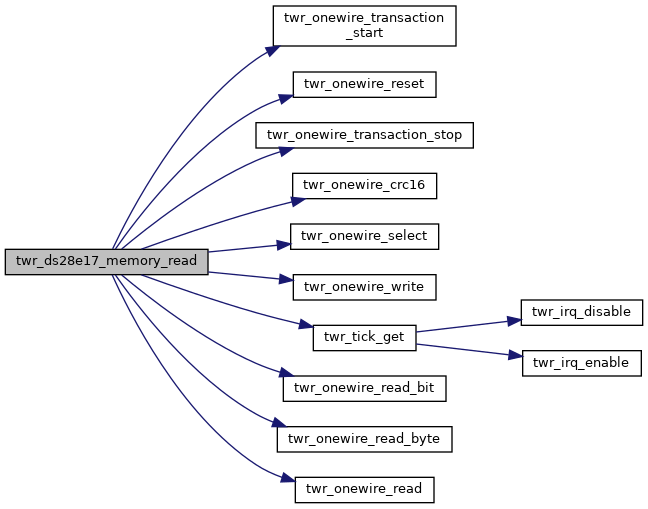 twr_onewire_transaction
_start
twr_onewire_reset
twr_onewire_transaction_stop
twr_onewire_crc16
twr_onewire_select
twr_ds28e17_memory_read
twr_onewire_write
twr_irq_disable
twr_tick_get
twr_irq_enable
twr_onewire_read_bit
twr_onewire_read_byte
twr_onewire_read